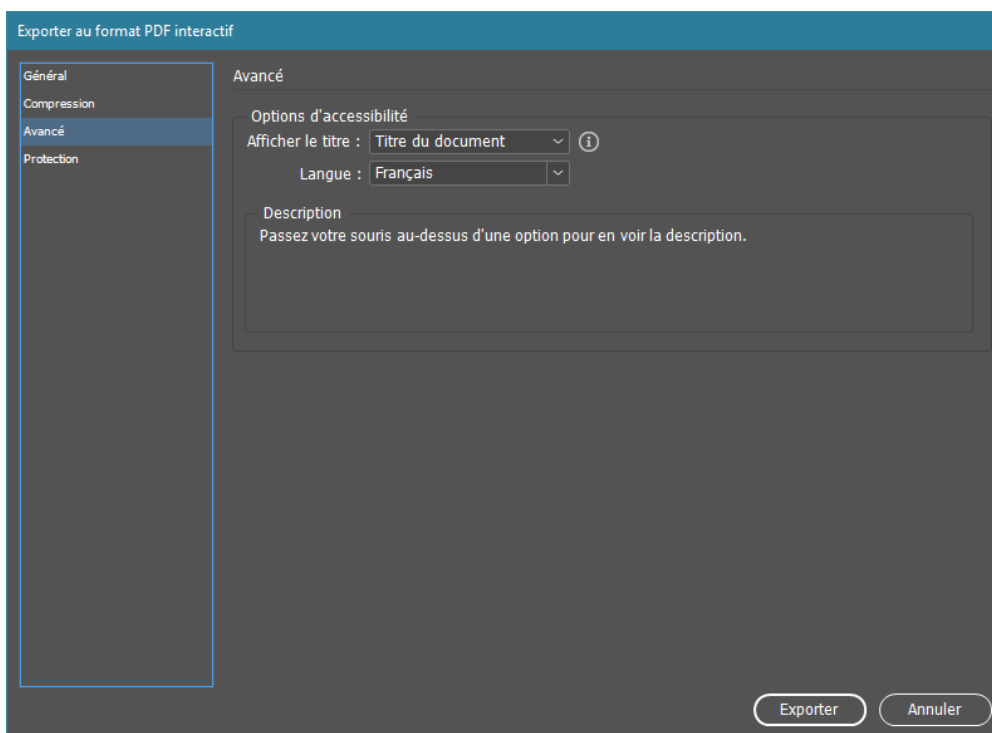 Exporter au format PDF interactif
Général
Compression
Avancé
Protection
Avancé
Options d'accessibilité
Afficher le titre : Titre du document
Langue : Français
Description
Passez votre souris au-dessus d'une option pour en voir la description.
Exporter Annuler